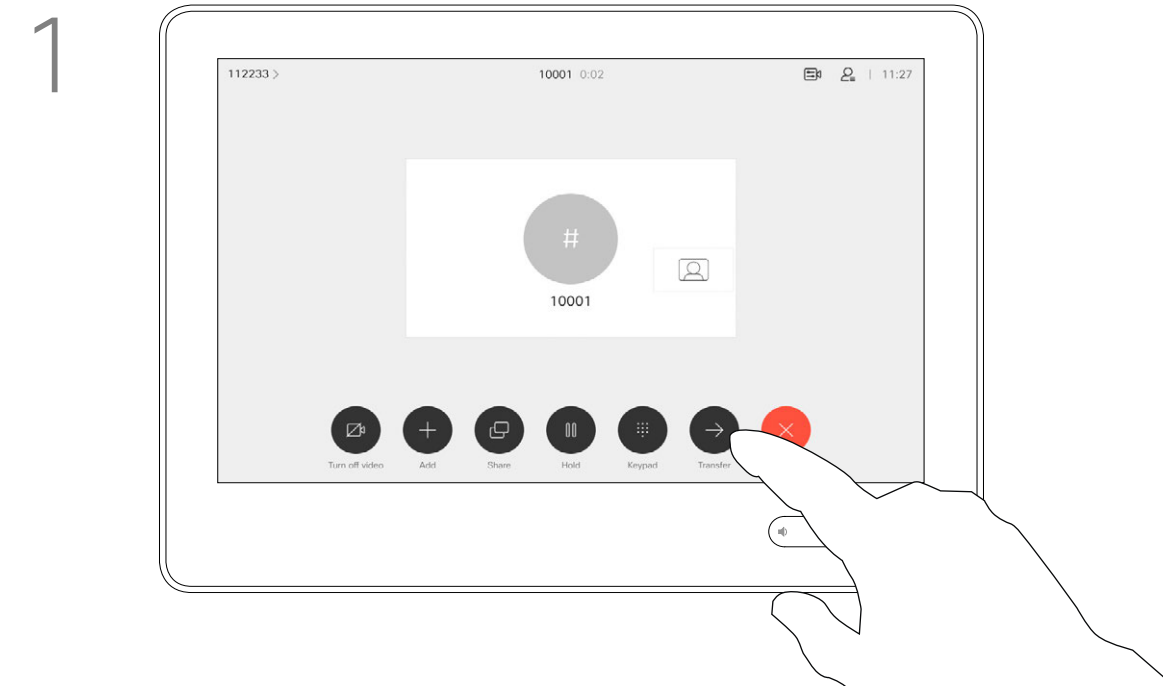 1
112233 >
10001 0:02
11:27
#
10001
Turn off video
Add
Share
Hold
Keypad
Transfer